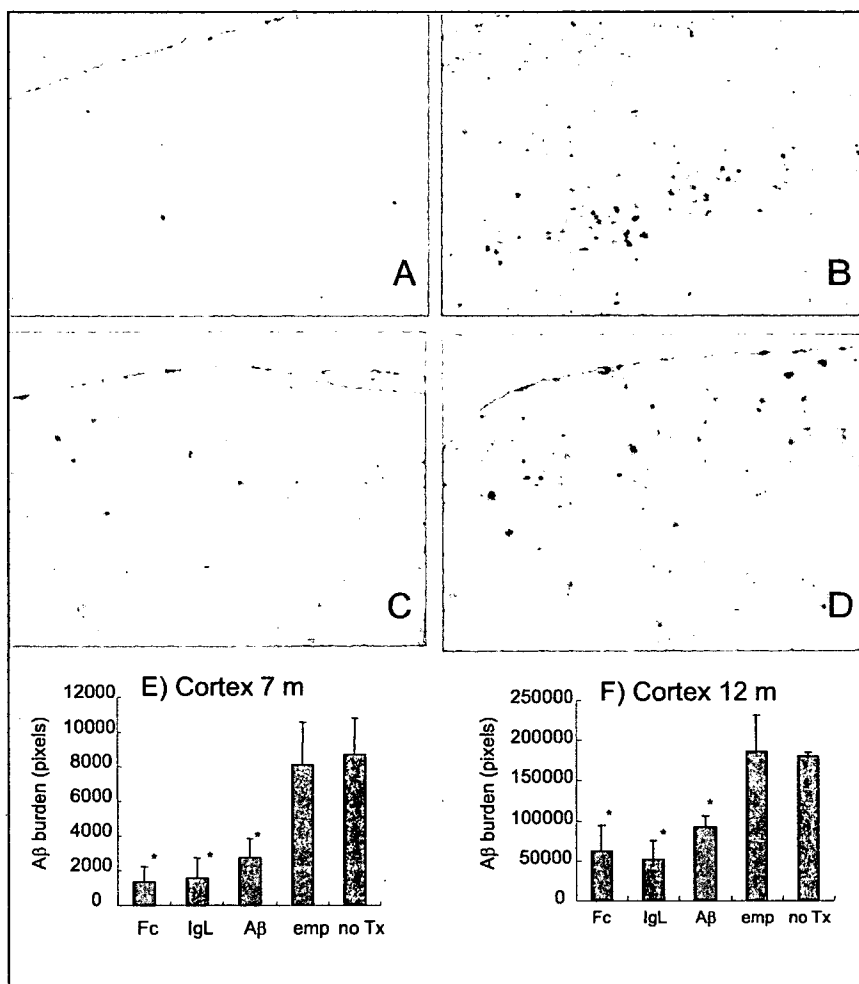 A
B
C
D
E) Cortex 7 m
Aβ burden (pixels)
12000
10000
8000
6000
4000
2000
0
*
*
*
Fc IgL Aβ emp no Tx
F) Cortex 12 m
Aβ burden (pixels)
250000
200000
150000
100000
50000
0
*
*
*
Fc IgL Aβ emp no Tx